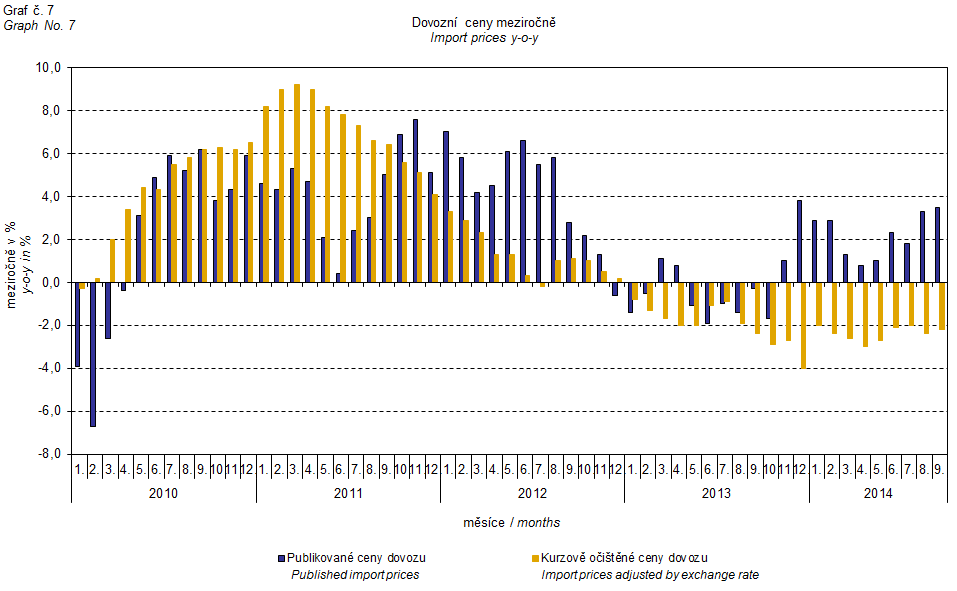 Graf č. 7
Graph No. 7
Dovozní ceny meziročně
Import prices y-o-y
meziročně v %
y-o-y in %
10,0
8,0
6,0
4,0
2,0
0,0
-2,0
-4,0
-6,0
-8,0
1. 2. 3. 4. 5. 6. 7. 8. 9. 10 11 12. 1. 2. 3. 4. 5. 6. 7. 8. 9. 10 11 12. 1. 2. 3. 4. 5. 6. 7. 8. 9. 10 11 12 1. 2. 3. 4. 5. 6. 7. 8. 9. 10 11 12 1. 2. 3. 4. 5. 6. 7. 8. 9.
2010 2011 2012 2013 2014
měsíce / months
Publikované ceny dovozu Kurzově očištěné ceny dovozu
Published import prices Import prices adjusted by exchange rate